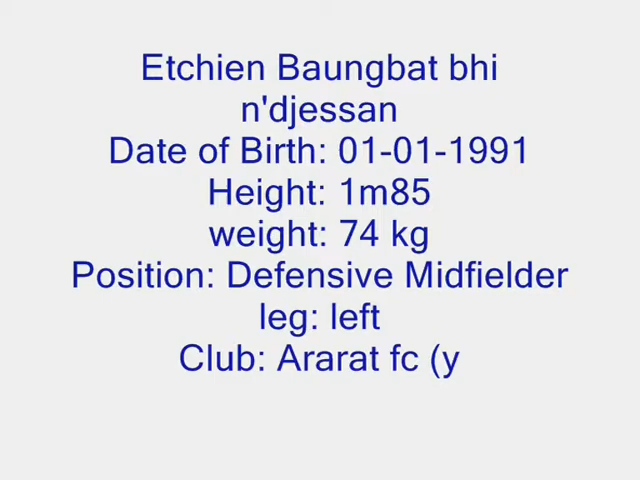 Etchien Baungbat bhi
n'djessan
Date of Birth: 01-01-1991
Height: 1m85
weight: 74 kg
Position: Defensive Midfielder
leg: left
Club: Ararat fc (y